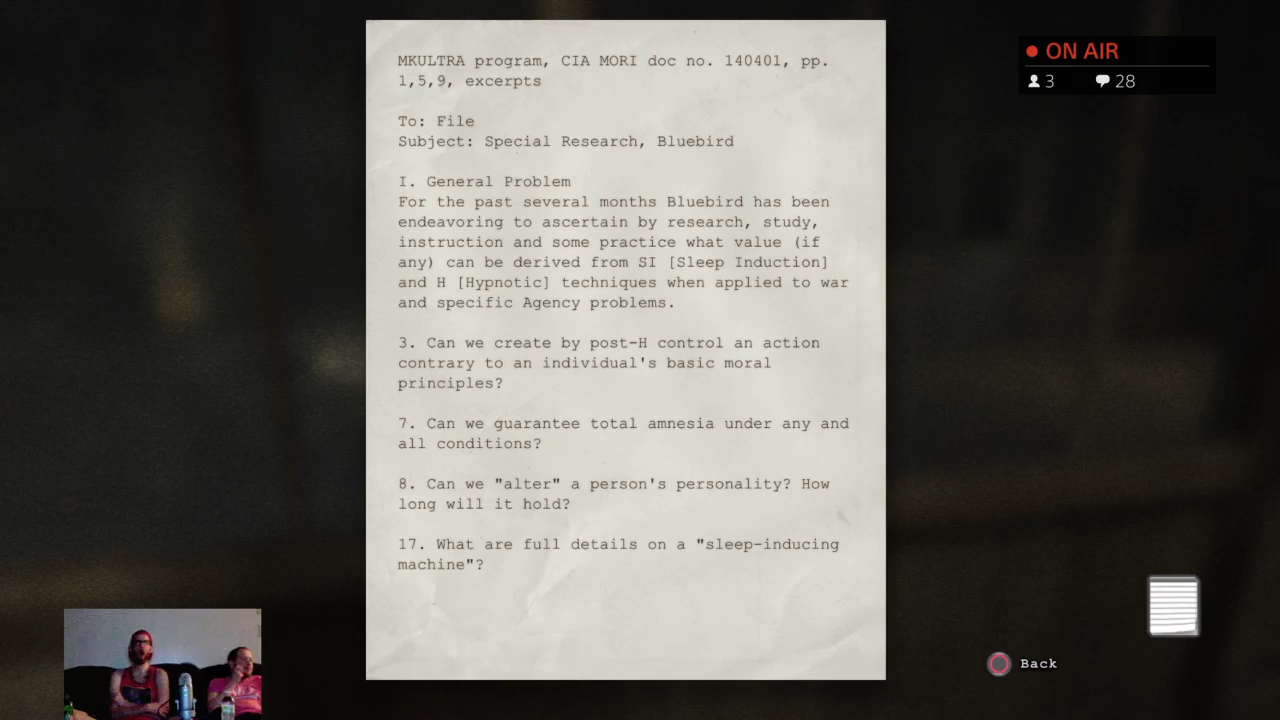 MKULTRA program, CIA MORI doc no. 140401, pp.
1,5,9, excerpts
To: File
Subject: Special Research, Bluebird
I. General Problem
For the past several months Bluebird has been
endeavoring to ascertain by research, study,
instruction and some practice what value (if
any) can be derived from SI [Sleep Induction]
and H [Hypnotic] techniques when applied to war
and specific Agency problems.
3. Can we create by post-H control an action
contrary to an individual's basic moral
principles?
7. Can we guarantee total amnesia under any and
all conditions?
8. Can we "alter" a person's personality? How
long will it hold?
17. What are full details on a "sleep-inducing
machine"?
ON AIR
3 28
Back